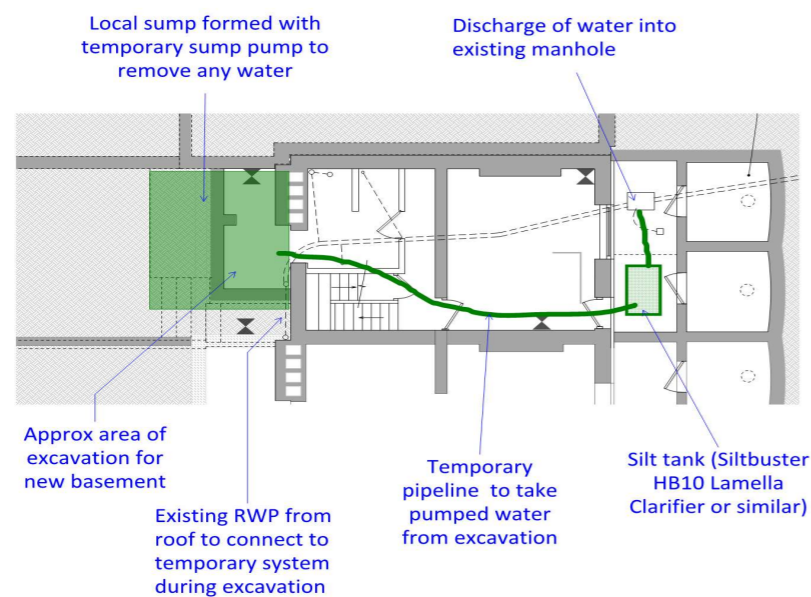 Local sump formed with
temporary sump pump to
remove any water
Discharge of water into
existing manhole
Approx area of
excavation for
new basement
Existing RWP from
roof to connect to
temporary system
during excavation
Temporary
pipeline to take
pumped water
from excavation
Silt tank (Siltbuster
HB10 Lamella
Clarifier or similar)